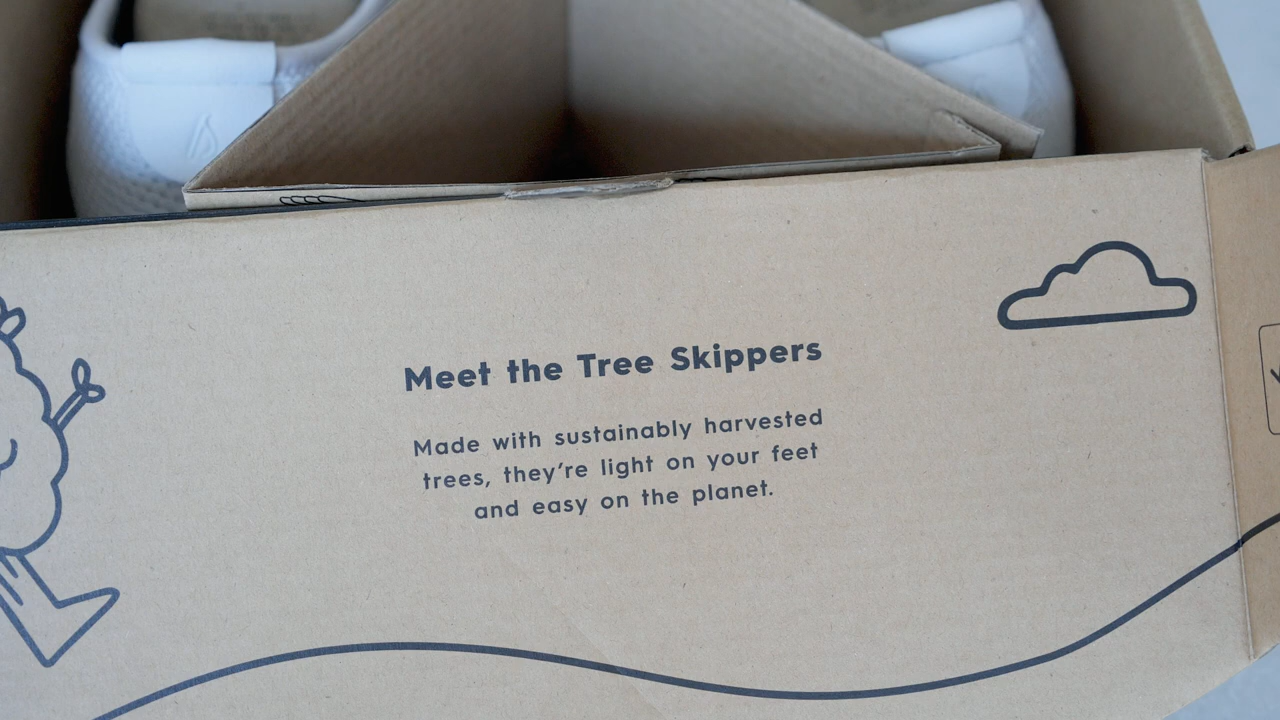 Meet the Tree Skippers
Made with sustainably harvested
trees, they’re light on your feet
and easy on the planet.